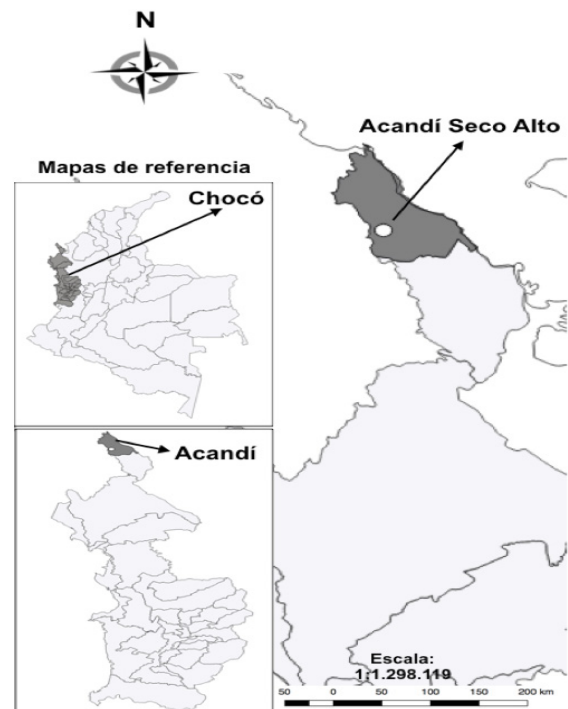 N
Acandí Seco Alto
Mapas de referencia
Chocó
Acandí
Escala:
1:1.298.119
50 0 50 100 150 200 km